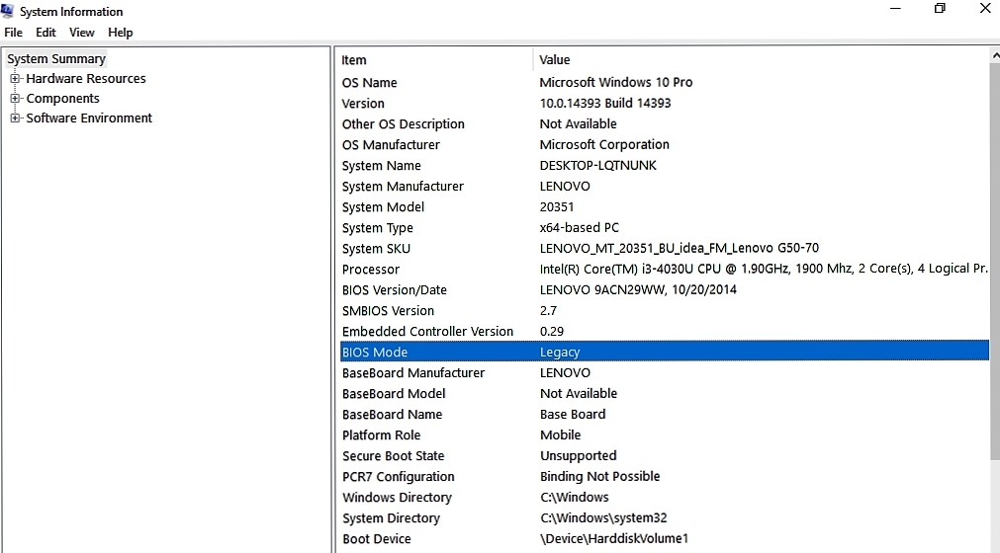 System Information
File Edit View Help
System Summary
Hardware Resources
Components
Software Environment
Item Value
OS Name Microsoft Windows 10 Pro
Version 10.0.14393 Build 14393
Other OS Description Not Available
OS Manufacturer Microsoft Corporation
System Name DESKTOP-LQTNUNK
System Manufacturer LENOVO
System Model 20351
System Type x64-based PC
System SKU LENOVO_MT_20351_BU_idea_FM_Lenovo G50-70
Processor Intel(R) Core(TM) i3-4030U CPU @ 1.90GHz, 1900 Mhz, 2 Core(s), 4 Logical Pr.
BIOS Version/Date LENOVO 9ACN29WW, 10/20/2014
SMBIOS Version 2.7
Embedded Controller Version 0.29
BIOS Mode Legacy
BaseBoard Manufacturer LENOVO
BaseBoard Model Not Available
BaseBoard Name Base Board
Platform Role Mobile
Secure Boot State Unsupported
PCR7 Configuration Binding Not Possible
Windows Directory C:\Windows
System Directory C:\Windows\system32
Boot Device \Device\HarddiskVolume1